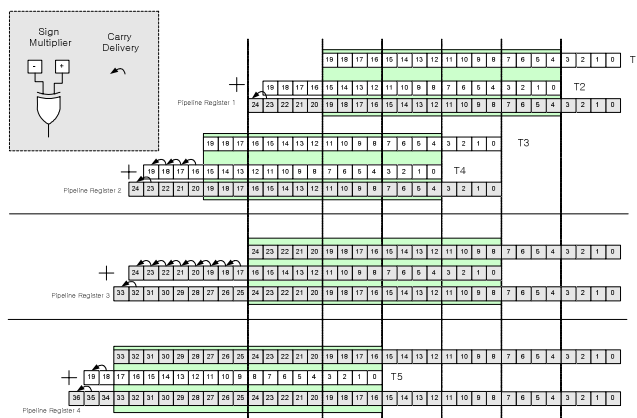 Sign
Multiplier
Carry
Delivery
- +
19 18 17 16 15 14 13 12 11 10 9 8 7 6 5 4 3 2 1 0 T
+ 19 18 17 16 15 14 13 12 11 10 9 8 7 6 5 4 3 2 1 0 T2
Pipeline Register 1 24 23 22 21 20 19 18 17 16 15 14 13 12 11 10 9 8 7 6 5 4 3 2 1 0
19 18 17 16 15 14 13 12 11 10 9 8 7 6 5 4 3 2 1 0 T3
+ 19 18 17 16 15 14 13 12 11 10 9 8 7 6 5 4 3 2 1 0 T4
Pipeline Register 2 24 23 22 21 20 19 18 17 16 15 14 13 12 11 10 9 8 7 6 5 4 3 2 1 0
24 23 22 21 20 19 18 17 16 15 14 13 12 11 10 9 8 7 6 5 4 3 2 1 0
+ 24 23 22 21 20 19 18 17 16 15 14 13 12 11 10 9 8 7 6 5 4 3 2 1 0
Pipeline Register 3 33 32 31 30 29 28 27 26 25 24 23 22 21 20 19 18 17 16 15 14 13 12 11 10 9 8 7 6 5 4 3 2 1 0
33 32 31 30 29 28 27 26 25 24 23 22 21 20 19 18 17 16 15 14 13 12 11 10 9 8 7 6 5 4 3 2 1 0
+ 19 18 17 16 15 14 13 12 11 10 9 8 7 6 5 4 3 2 1 0 T5
36 35 34 33 32 31 30 29 28 27 26 25 24 23 22 21 20 19 18 17 16 15 14 13 12 11 10 9 8 7 6 5 4 3 2 1 0
Pipeline Register 4